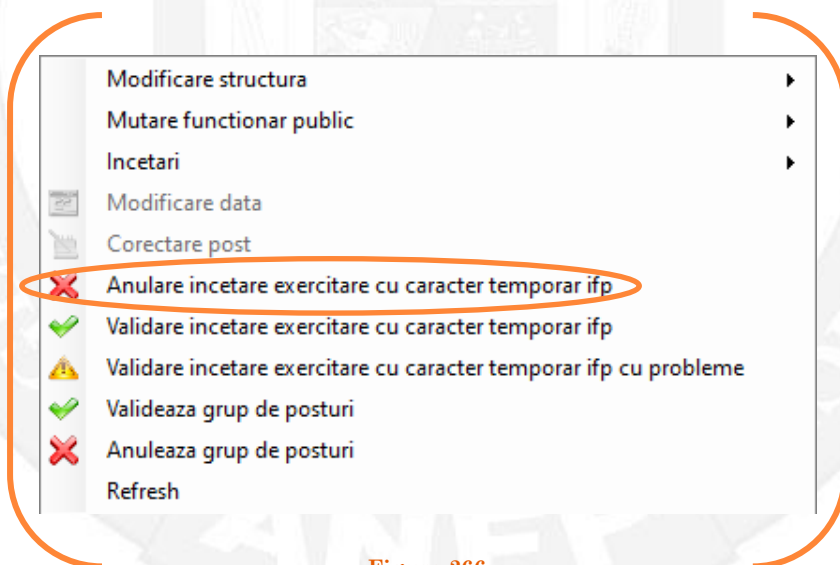 Modificare structura
Mutare functionar public
Incetari
Modificare data
Corectare post
Anulare incetare exercitare cu caracter temporar ifp
Validare incetare exercitare cu caracter temporar ifp
Validare incetare exercitare cu caracter temporar ifp cu probleme
Valideaza grup de posturi
Anuleaza grup de posturi
Refresh